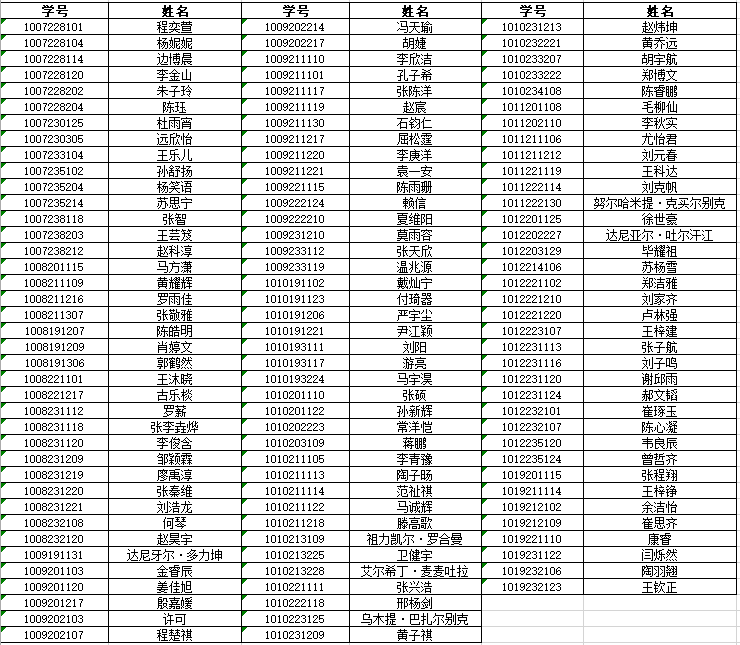 学号 姓名 学号 姓名 学号 姓名
1007228101 程奕萱 1009202214 冯天瑜 1010231213 赵炜坤
1007228104 杨妮妮 1009202217 胡婕 1010232221 黄乔远
1007228114 边博晨 1009211110 李欣洁 1010233207 胡宇航
1007228120 李金山 1009211101 孔子希 1010233222 郑博文
1007228202 朱子玲 1009211117 张陈洋 1010234108 陈睿鹏
1007228204 陈珏 1009211119 赵宸 1011201108 毛柳仙
1007230125 杜雨宵 1009211130 石钧仁 1011202110 李秋实
1007230305 远欣怡 1009211217 屈松霆 1011211106 尤怡君
1007233104 王乐儿 1009211220 李庚洋 1011211212 刘元春
1007235102 孙舒扬 1009211221 袁一安 1011221119 王科达
1007235204 杨笑语 1009221115 陈雨珊 1011222114 刘克帆
1007235214 苏思宁 1009222124 赖信 1011222130 努尔哈米提·克买尔别克
1007238118 张智 1009222210 夏维阳 1012201125 徐世豪
1007238203 王芸笈 1009231210 莫雨容 1012202227 达尼亚尔·吐尔汗江
1007238212 赵科淳 1009233112 张天欣 1012203129 毕耀祖
1008201115 马方潇 1009233119 温兆源 1012214106 苏杨雪
1008211109 黄耀辉 1010191102 戴灿宁 1012221102 郑洁雅
1008211216 罗雨佳 1010191123 付琦器 1012221210 刘家齐
1008211307 张敬雅 1010191206 严宇尘 1012221220 卢林强
1008191207 陈皓明 1010191221 尹江颖 1012223107 王梓建
1008191209 肖婷文 1010193111 刘阳 1012231113 张子航
1008191306 郭鹤然 1010193117 游亮 1012231116 刘子鸣
1008221101 王沐晓 1010193224 马宇淏 1012231120 谢邱雨
1008221217 古乐棪 1010201110 张硕 1012231124 郝文韬
1008231112 罗薪 1010201122 孙新辉 1012232101 崔琢玉
1008231118 张李垚烨 1010202223 常洋恺 1012232107 陈心凝
1008231120 李俊含 1010203109 蒋鹏 1012235120 韦良辰
1008231209 邹颖霖 1010211105 李青豫 1012235124 曾哲齐
1008231219 廖禹淳 1010211113 陶子旸 1019201115 张程翔
1008231220 张秦维 1010211114 范祉祺 1019211114 王梓铮
1008231221 刘浩龙 1010211122 马诚辉 1019212102 余洁怡
1008232108 何琴 1010211218 滕高歌 1019212109 崔思齐
1008232120 赵昊宇 1010213109 祖力凯尔·罗合曼 1019221110 康睿
1009191131 达尼牙尔·多力坤 1010213225 卫健宇 1019231122 闫烁然
1009201103 金睿辰 1010213228 艾尔希丁·麦麦吐拉 1019232106 陶羽翔
1009201120 姜佳旭 1010221111 张兴浩 1019232123 王钦正
1009201217 殷嘉媛 1010222118 邢杨剑
1009202103 许可 1010223125 乌木提·巴扎尔别克
1009202107 程楚祺 1010231209 黄子祺